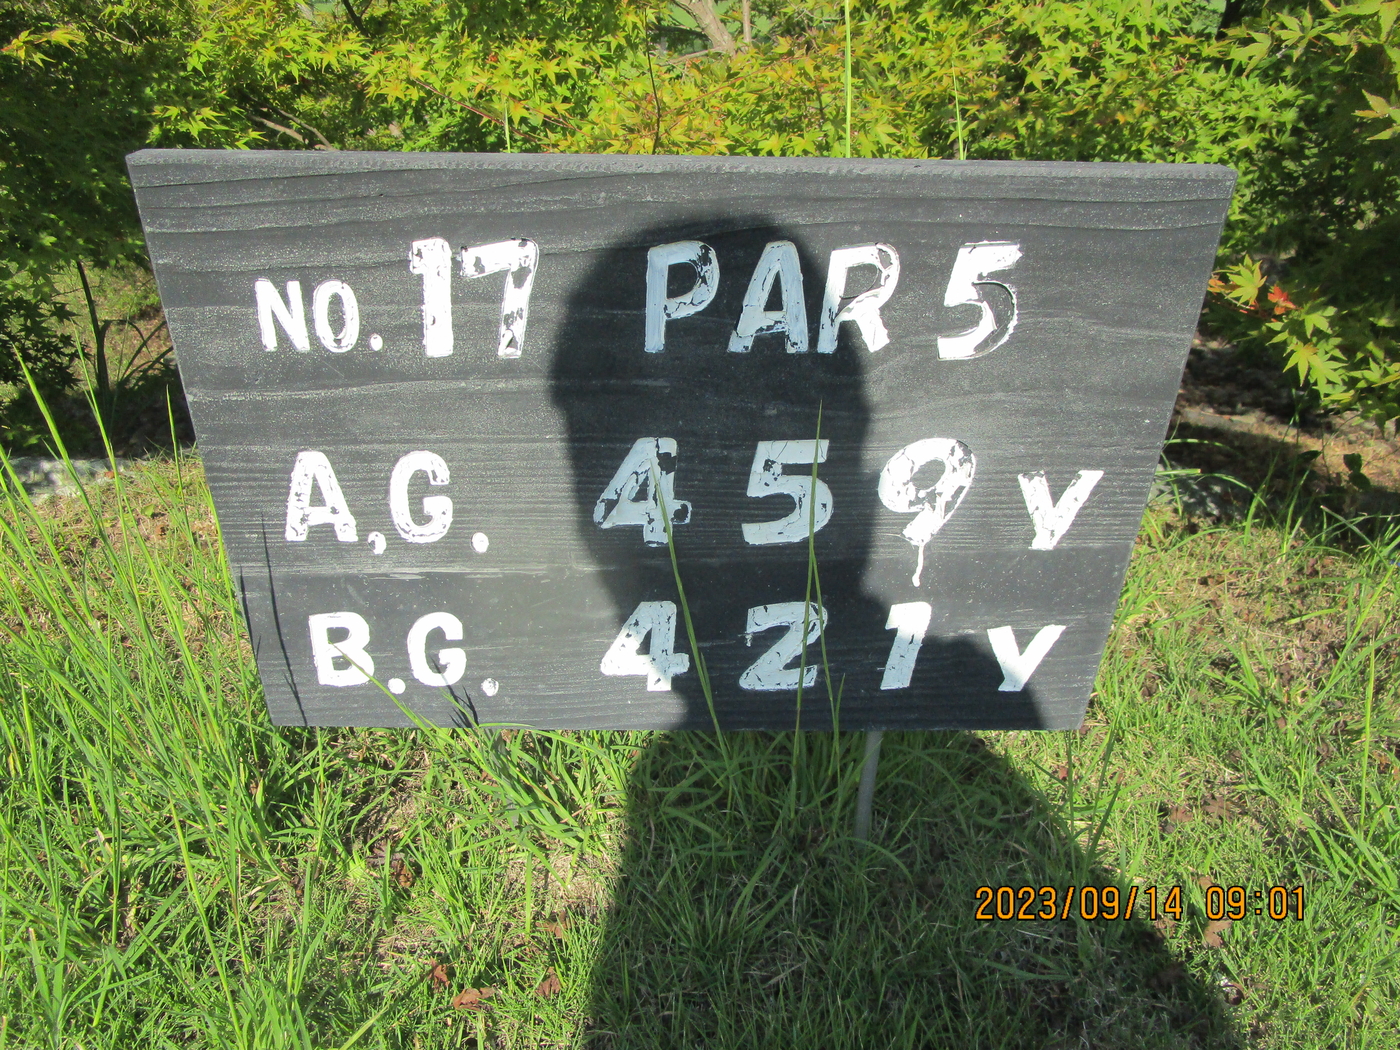 NO.17 PAR 5
A,G. 459 Y
B.G. 421 Y
2023/09/14 09:01